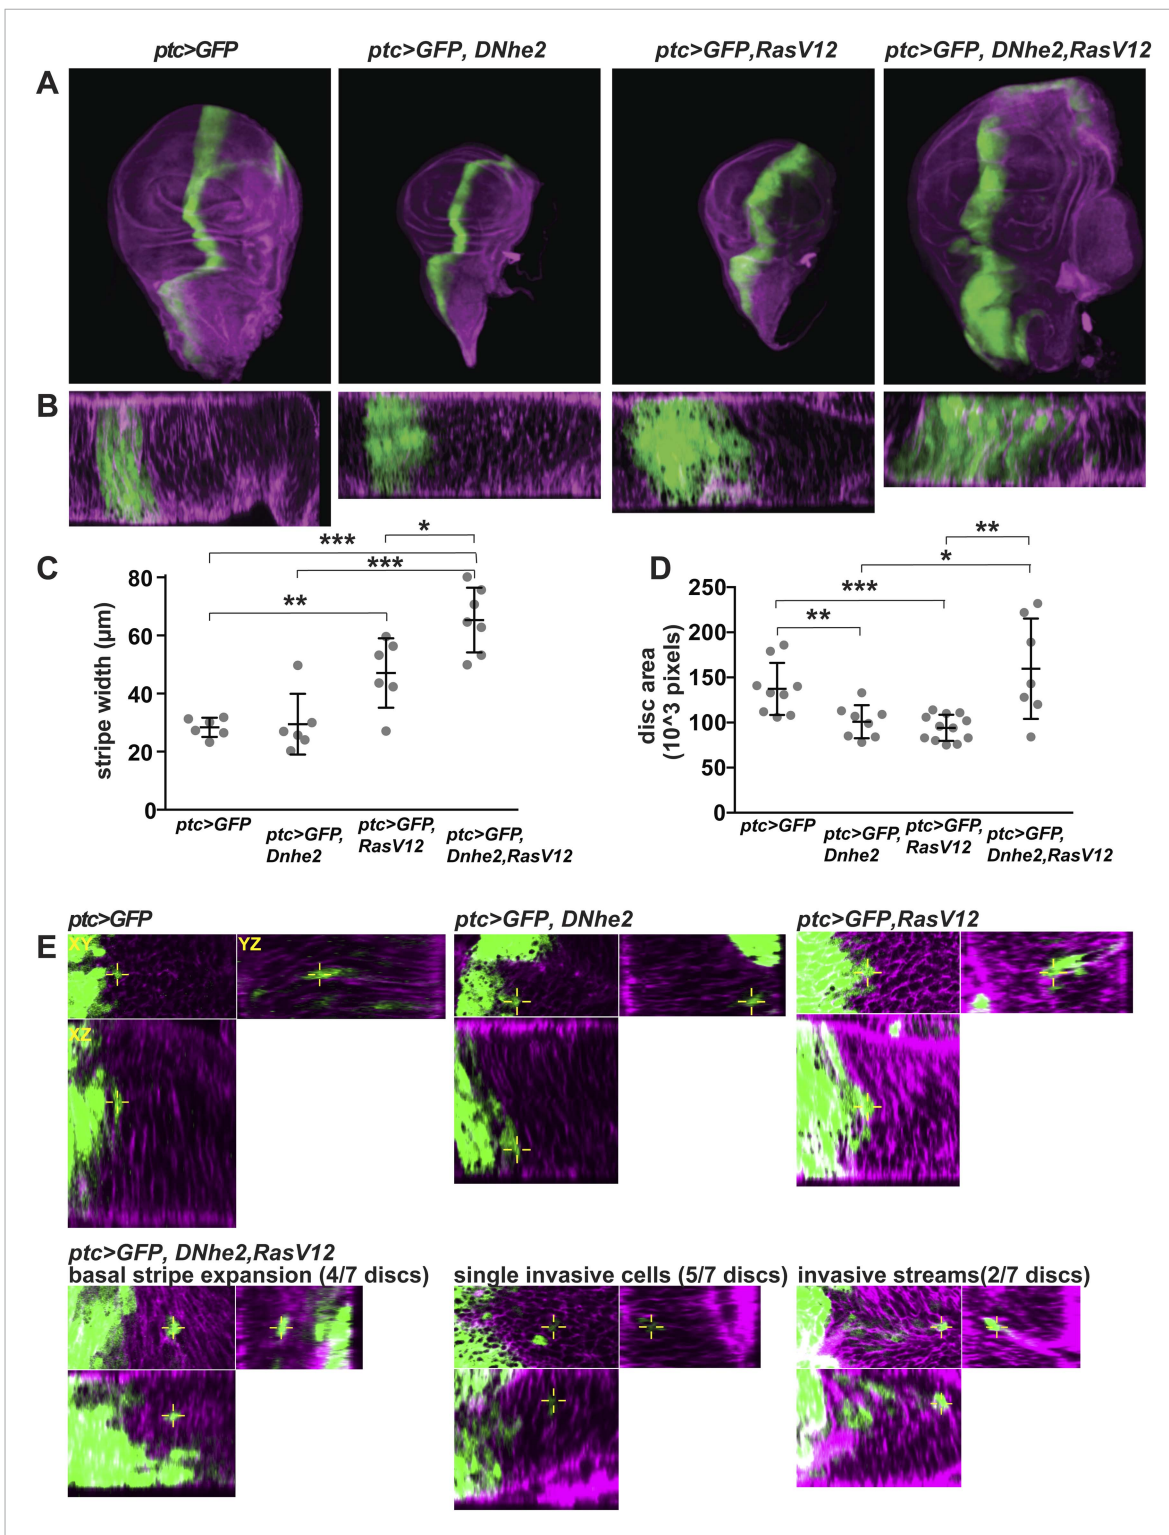 ptc>GFP
ptc>GFP, DNhe2
ptc>GFP,RasV12
ptc>GFP, DNhe2,RasV12
A
B
C
***
*
***
**
80
60
40
20
0
stripe width (µm)
ptc>GFP
ptc>GFP,
Dnhe2
ptc>GFP,
RasV12
ptc>GFP,
Dnhe2,RasV12
D
**
*
***
**
250
200
150
100
50
0
disc area
(10^3 pixels)
ptc>GFP
ptc>GFP,
Dnhe2
ptc>GFP,
RasV12
ptc>GFP,
Dnhe2,RasV12
E
ptc>GFP
XY
YZ
XZ
ptc>GFP, DNhe2
ptc>GFP,RasV12
ptc>GFP, DNhe2,RasV12
basal stripe expansion (4/7 discs)
single invasive cells (5/7 discs)
invasive streams(2/7 discs)